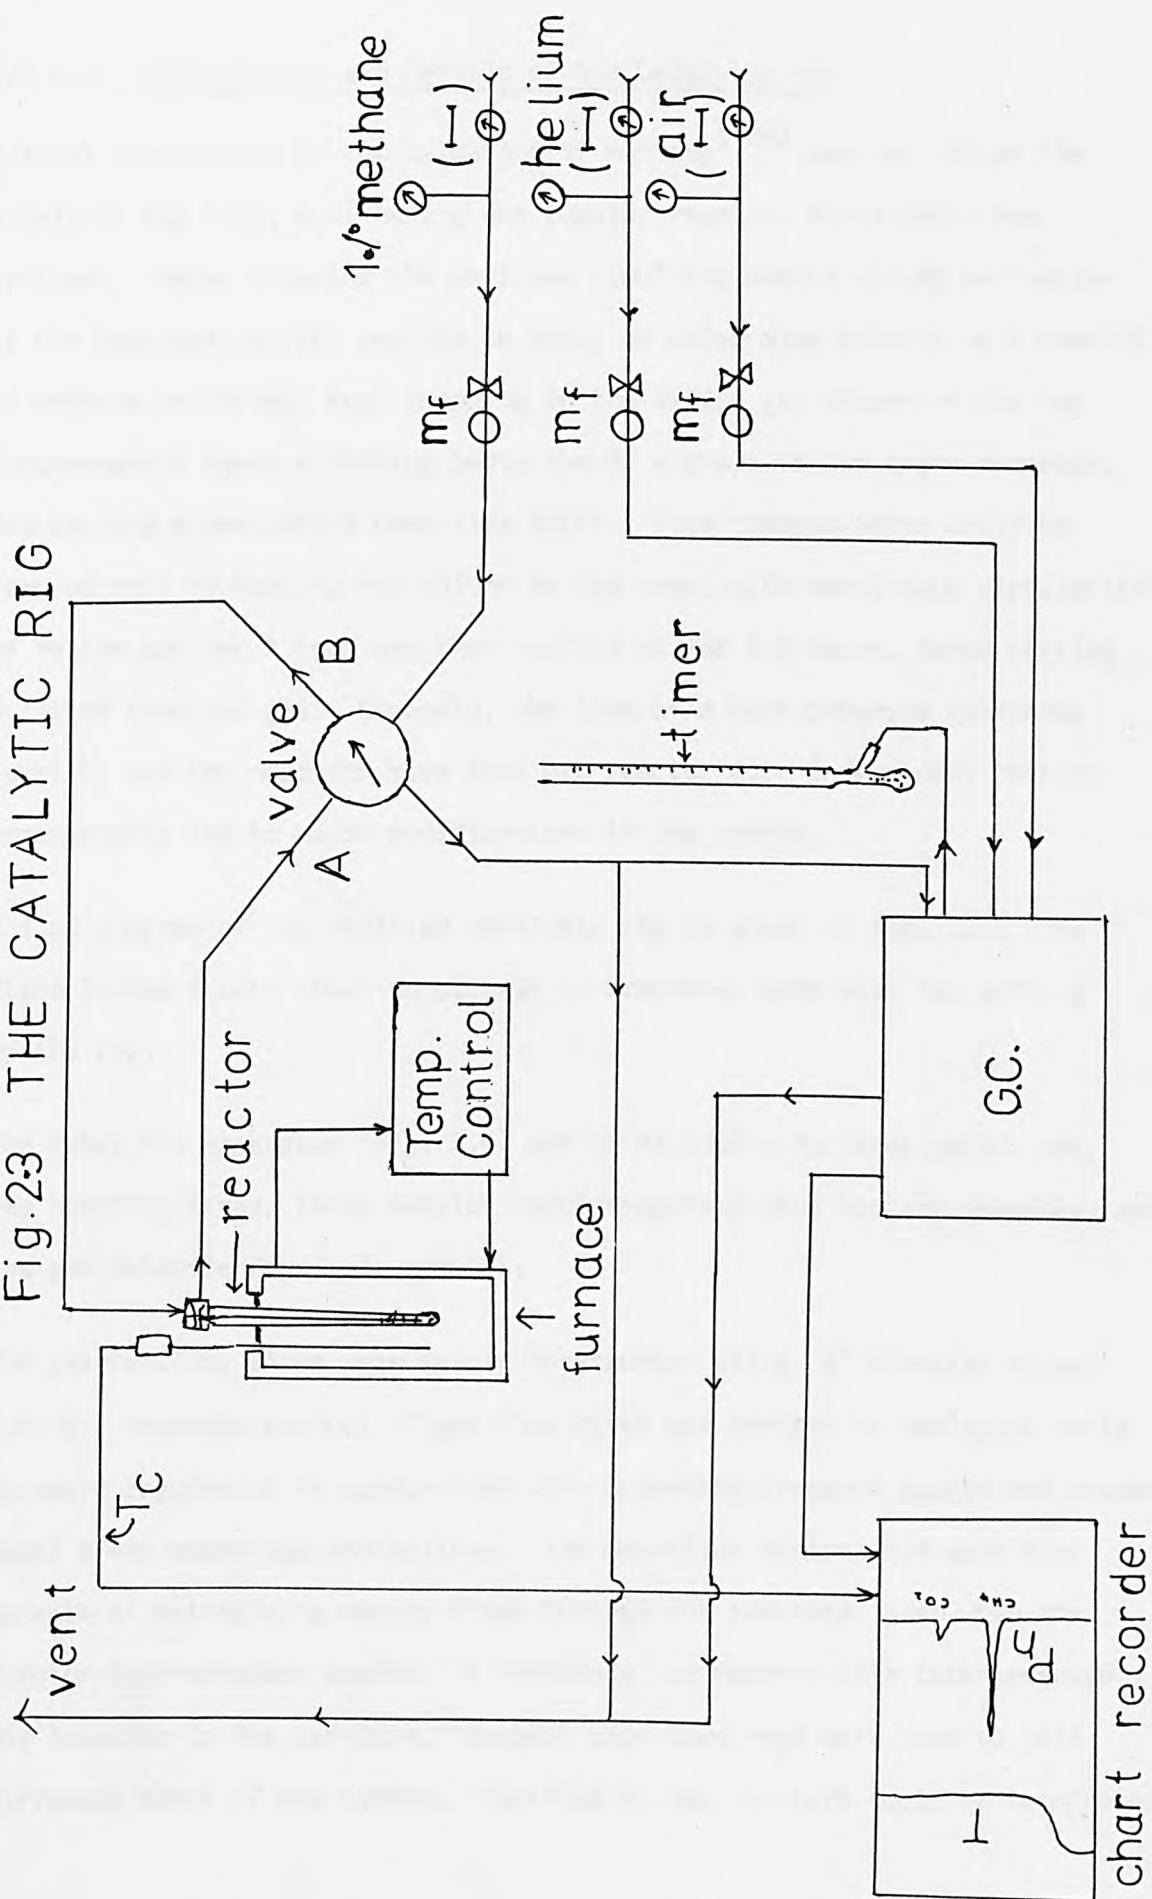 Fig·2·3 THE CATALYTIC RIG
vent
TC
reactor
A
valve
B
1.% methane
( )
helium
( )
air
( )
mf
mf
mf
timer
Temp.
Control
furnace
G.C.
T
chart recorder